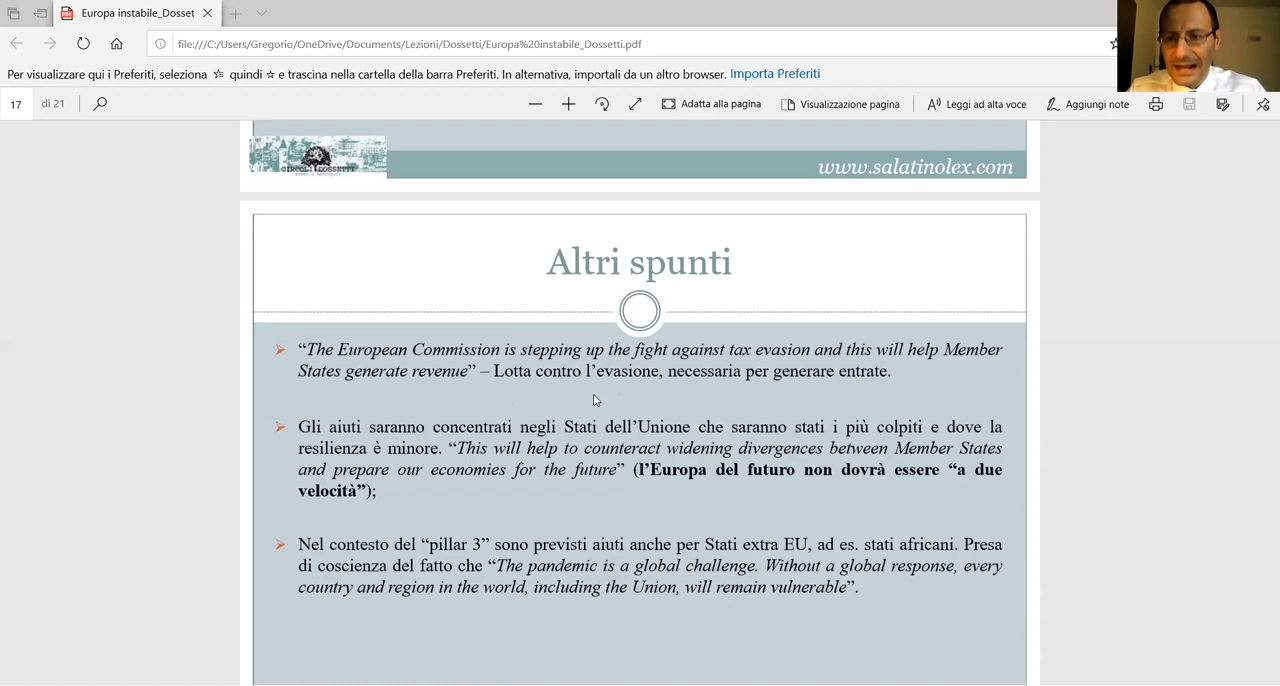 Europa instabile_Dosset
file:///C:/Users/Gregorio/OneDrive/Documents/Lezioni/Dossetti/Europa%20instabile_Dossetti.pdf
Per visualizzare qui i Preferiti, seleziona quindi e trascina nella cartella della barra Preferiti. In alternativa, importali da un altro browser. Importa Preferiti
17 di 21 Adatta alla pagina Visualizzazione pagina Leggi ad alta voce Aggiungi note
CIRCOLI DOSSETTI
www.salatinolex.com
Altri spunti
“The European Commission is stepping up the fight against tax evasion and this will help Member
States generate revenue” – Lotta contro l’evasione, necessaria per generare entrate.
Gli aiuti saranno concentrati negli Stati dell’Unione che saranno stati i più colpiti e dove la
resilienza è minore. “This will help to counteract widening divergences between Member States
and prepare our economies for the future” (l’Europa del futuro non dovrà essere “a due
velocità”);
Nel contesto del “pillar 3” sono previsti aiuti anche per Stati extra EU, ad es. stati africani. Presa
di coscienza del fatto che “The pandemic is a global challenge. Without a global response, every
country and region in the world, including the Union, will remain vulnerable”.